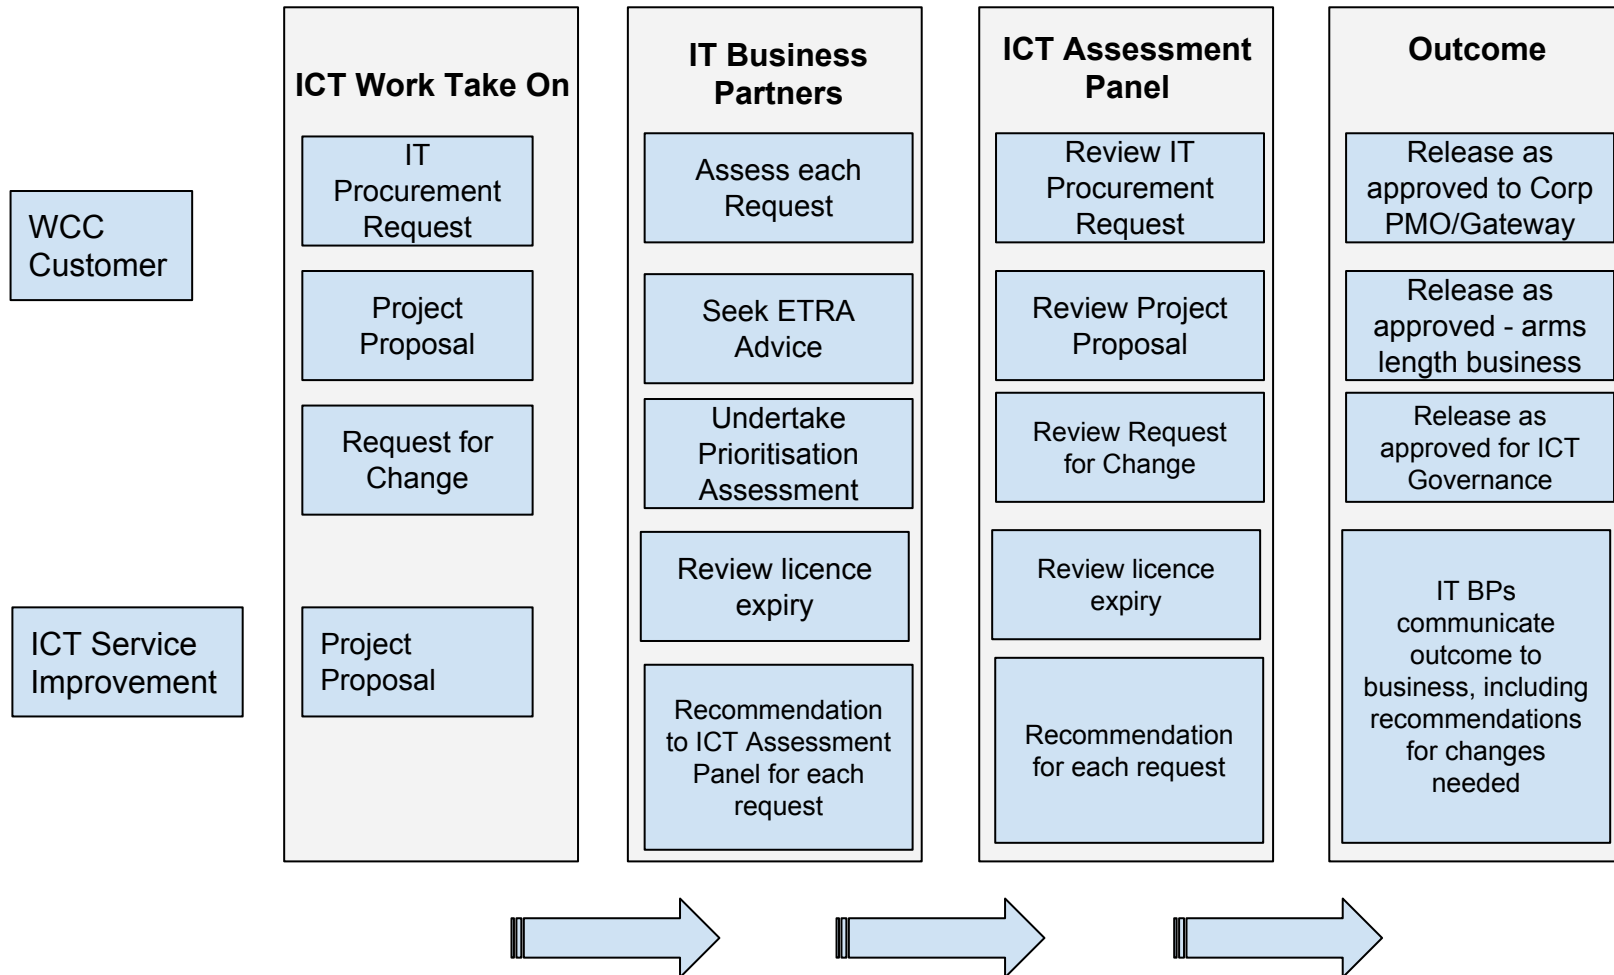 WCC
Customer
ICT Service
Improvement
ICT Work Take On
IT
Procurement
Request
Project
Proposal
Request for
Change
Project
Proposal
IT Business
Partners
Assess each
Request
Seek ETRA
Advice
Undertake
Prioritisation
Assessment
Review licence
expiry
Recommendation
to ICT Assessment
Panel for each
request
ICT Assessment
Panel
Review IT
Procurement
Request
Review Project
Proposal
Review Request
for Change
Review licence
expiry
Recommendation
for each request
Outcome
Release as
approved to Corp
PMO/Gateway
Release as
approved - arms
length business
Release as
approved for ICT
Governance
IT BPs
communicate
outcome to
business, including
recommendations
for changes
needed